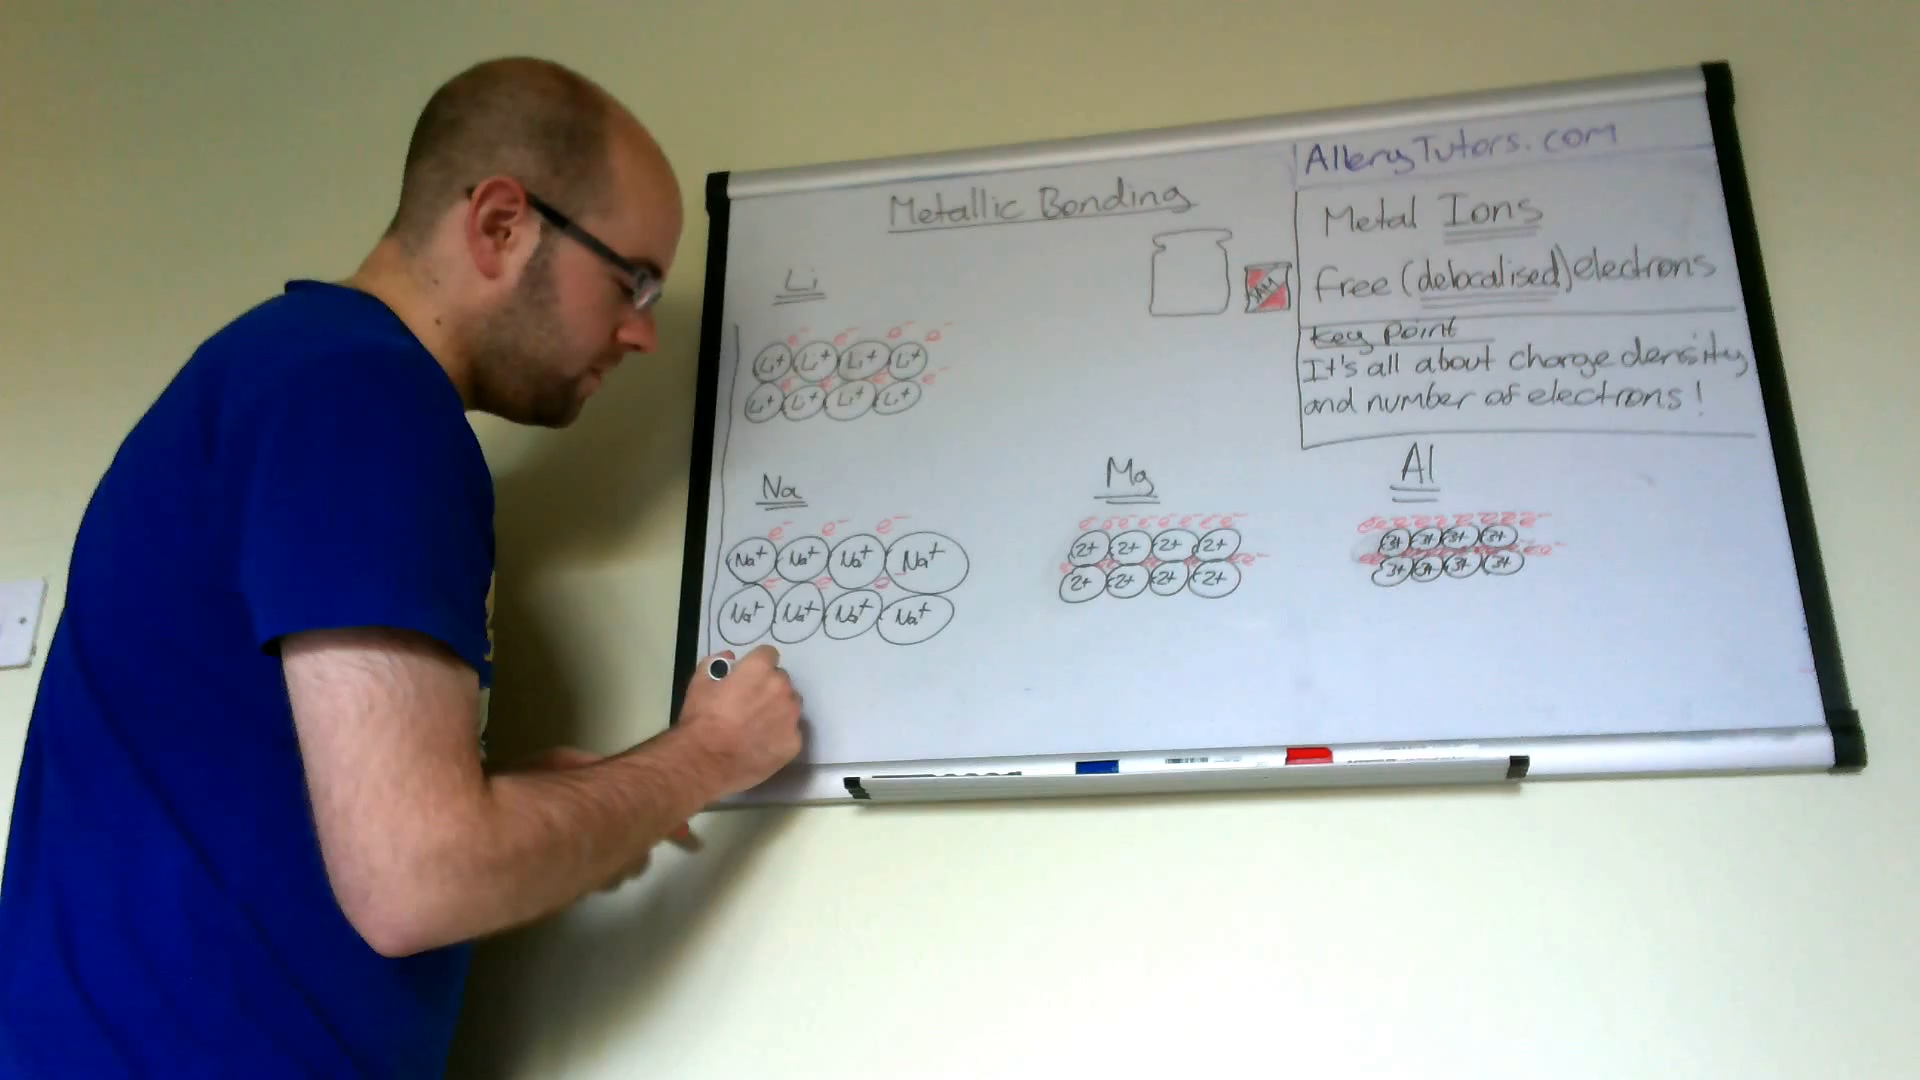 AlleryTutors.com
Metallic Bonding
Metal Ions
free (delocalised) electrons
JAM
Key point
It's all about charge density
and number of electrons!
Li
e⁻ e⁻ e⁻ e⁻
Li⁺ Li⁺ Li⁺ Li⁺
e⁻ e⁻ e⁻ e⁻
Li⁺ Li⁺ Li⁺ Li⁺
Na
e⁻ e⁻ e⁻
Na⁺ Na⁺ Na⁺ Na⁺
e⁻ e⁻ e⁻
Na⁺ Na⁺ Na⁺ Na⁺
Mg
2+ 2+ 2+ 2+
2+ 2+ 2+ 2+
Al
3+ 3+ 3+ 3+
3+ 3+ 3+ 3+